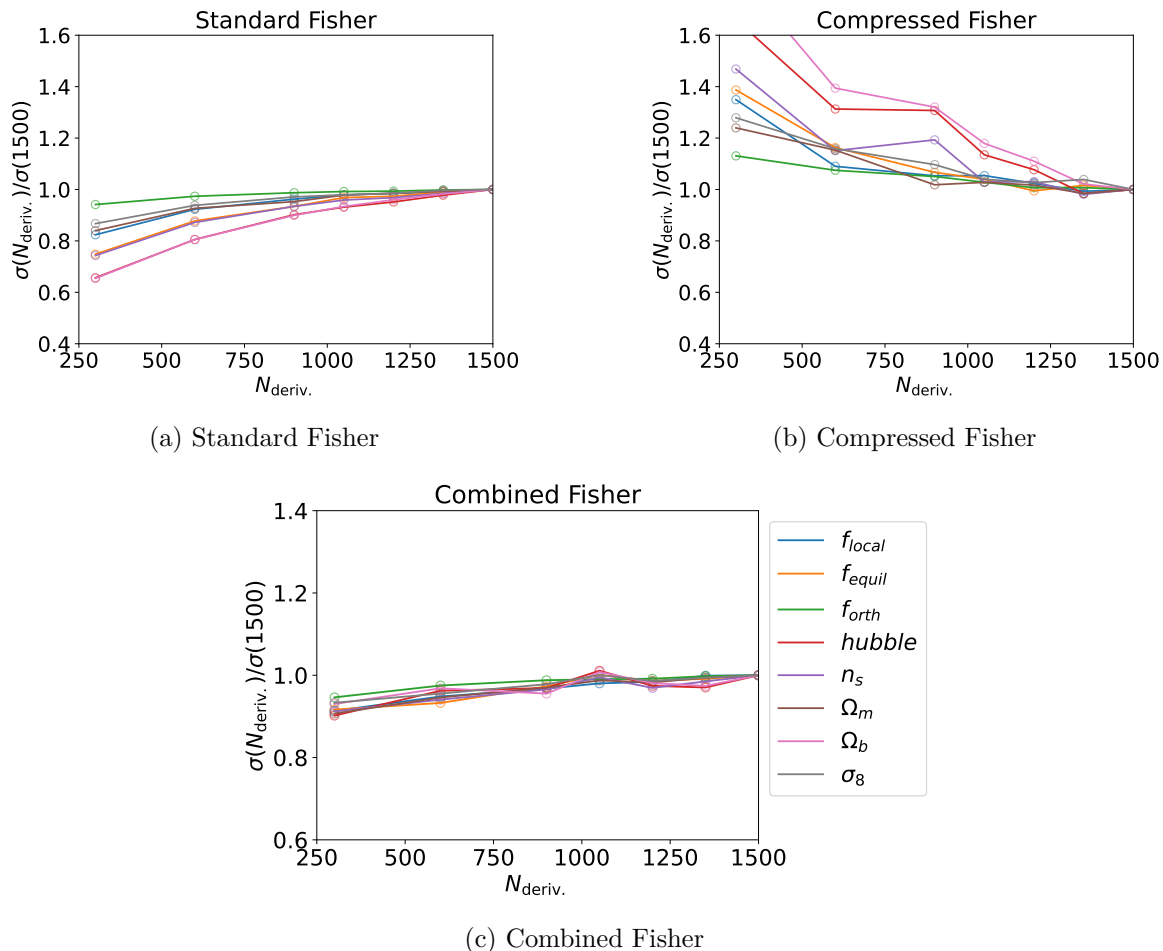 Standard Fisher
σ(N_deriv.)/σ(1500)
1.6
1.4
1.2
1.0
0.8
0.6
0.4
250 500 750 1000 1250 1500
N_deriv.
(a) Standard Fisher
Compressed Fisher
σ(N_deriv.)/σ(1500)
1.6
1.4
1.2
1.0
0.8
0.6
0.4
250 500 750 1000 1250 1500
N_deriv.
(b) Compressed Fisher
Combined Fisher
σ(N_deriv.)/σ(1500)
1.4
1.2
1.0
0.8
0.6
250 500 750 1000 1250 1500
N_deriv.
f_local
f_equil
f_orth
hubble
n_s
Ω_m
Ω_b
σ_8
(c) Combined Fisher